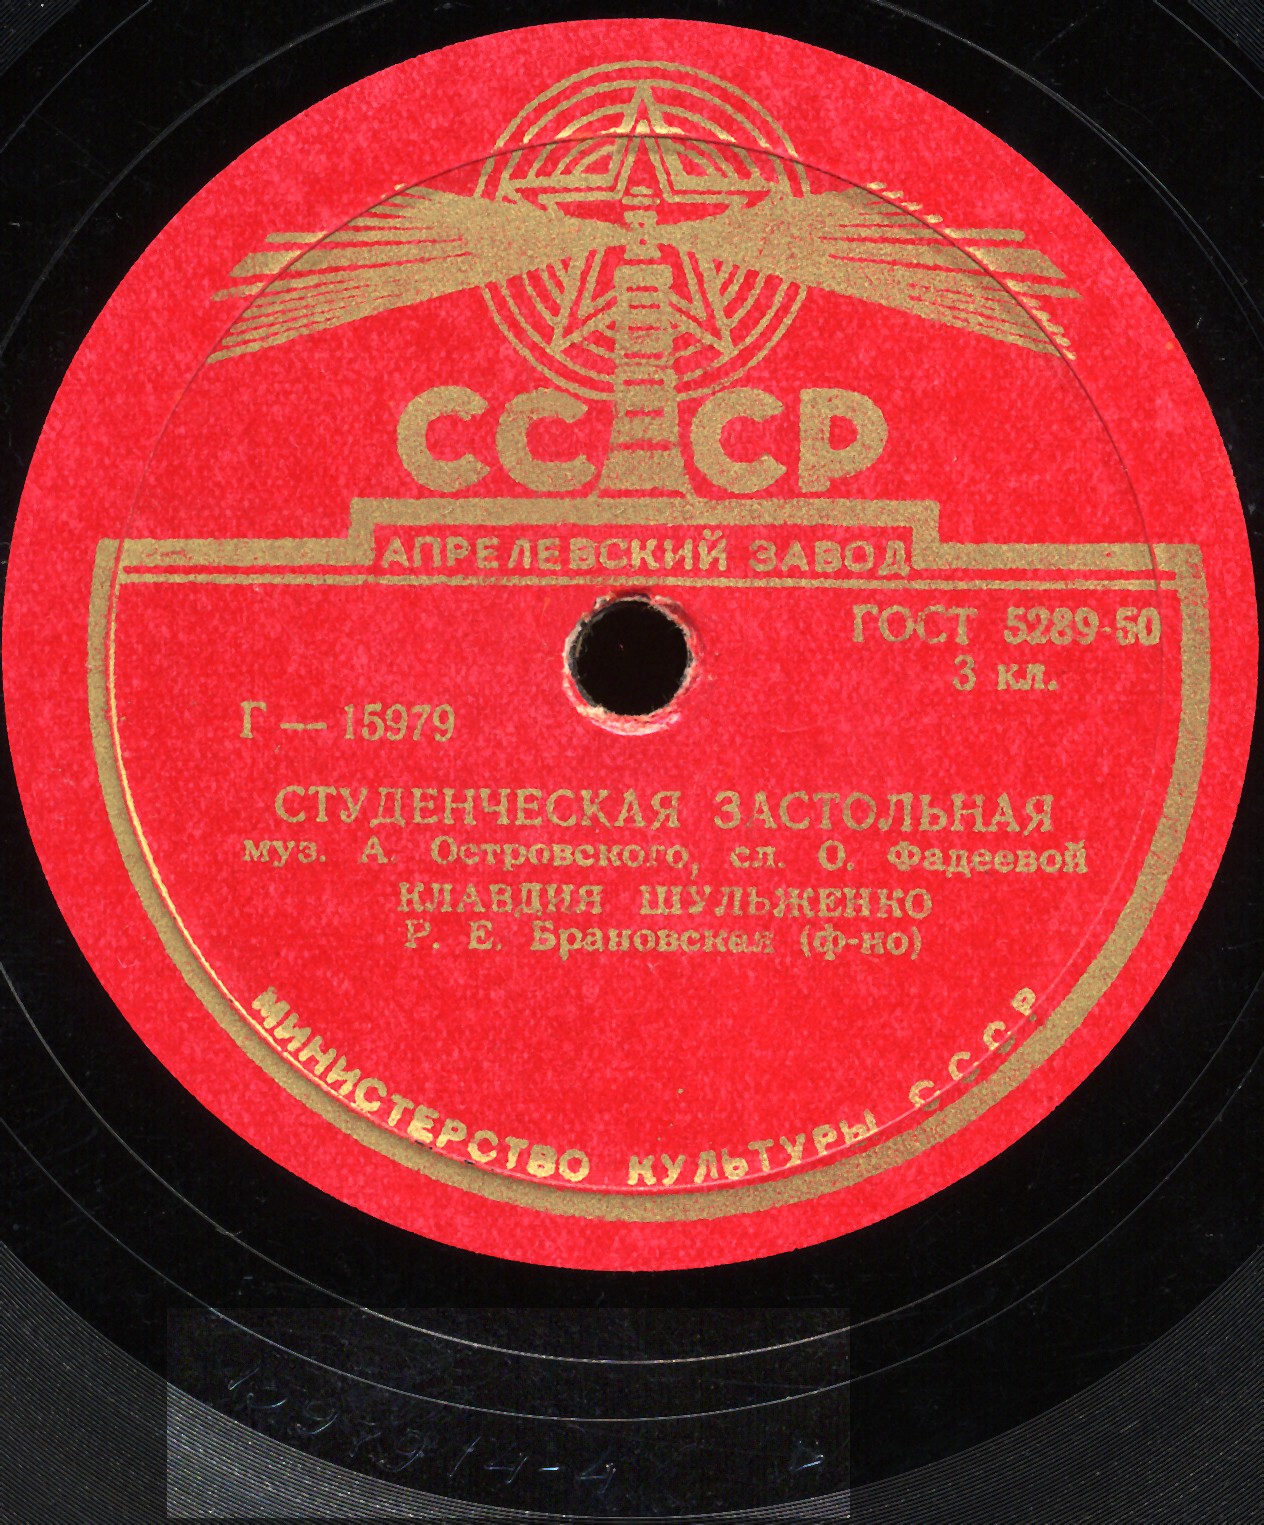 СССР
АПРЕЛЕВСКИЙ ЗАВОД
ГОСТ 5289-50
3 кл.
Г — 15979
СТУДЕНЧЕСКАЯ ЗАСТОЛЬНАЯ
муз. А. Островского, сл. О. Фадеевой
КЛАВДИЯ ШУЛЬЖЕНКО
Р. Е. Брановская (ф-но)
МИНИСТЕРСТВО КУЛЬТУРЫ СССР